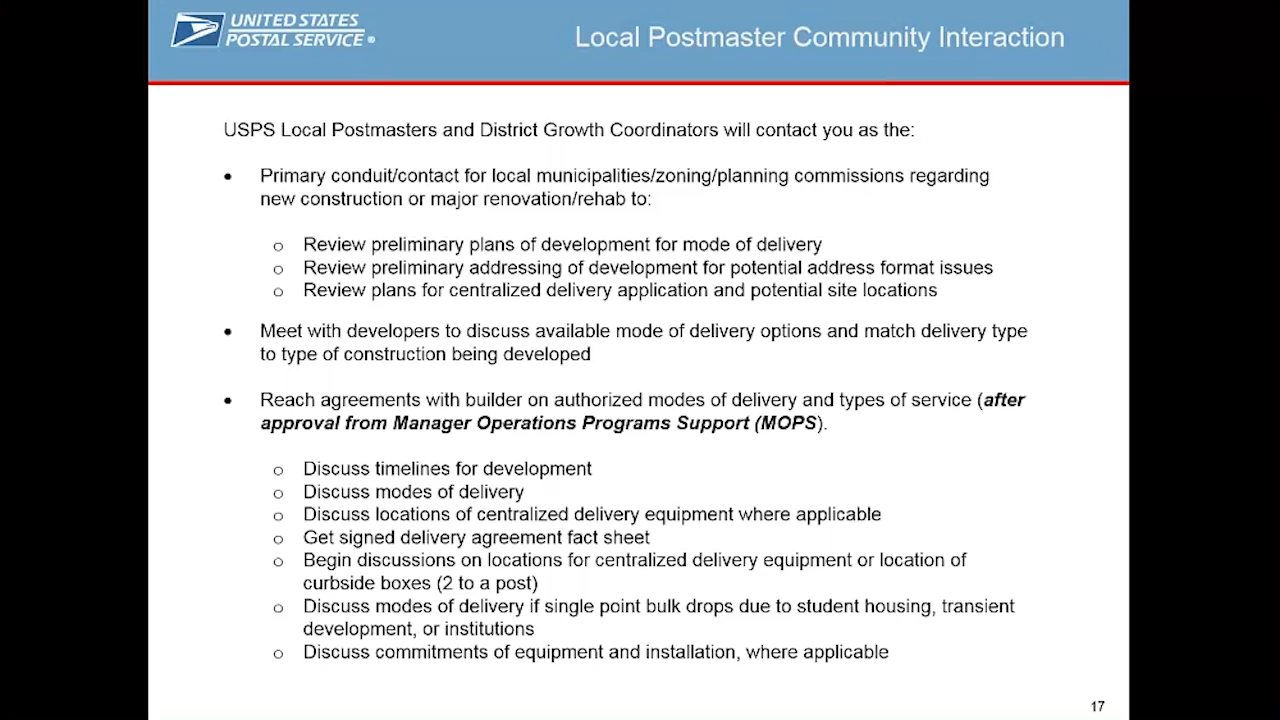 UNITED STATES
POSTAL SERVICE®
Local Postmaster Community Interaction
USPS Local Postmasters and District Growth Coordinators will contact you as the:
• Primary conduit/contact for local municipalities/zoning/planning commissions regarding
new construction or major renovation/rehab to:
o Review preliminary plans of development for mode of delivery
o Review preliminary addressing of development for potential address format issues
o Review plans for centralized delivery application and potential site locations
• Meet with developers to discuss available mode of delivery options and match delivery type
to type of construction being developed
• Reach agreements with builder on authorized modes of delivery and types of service (after
approval from Manager Operations Programs Support (MOPS).
o Discuss timelines for development
o Discuss modes of delivery
o Discuss locations of centralized delivery equipment where applicable
o Get signed delivery agreement fact sheet
o Begin discussions on locations for centralized delivery equipment or location of
curbside boxes (2 to a post)
o Discuss modes of delivery if single point bulk drops due to student housing, transient
development, or institutions
o Discuss commitments of equipment and installation, where applicable
17